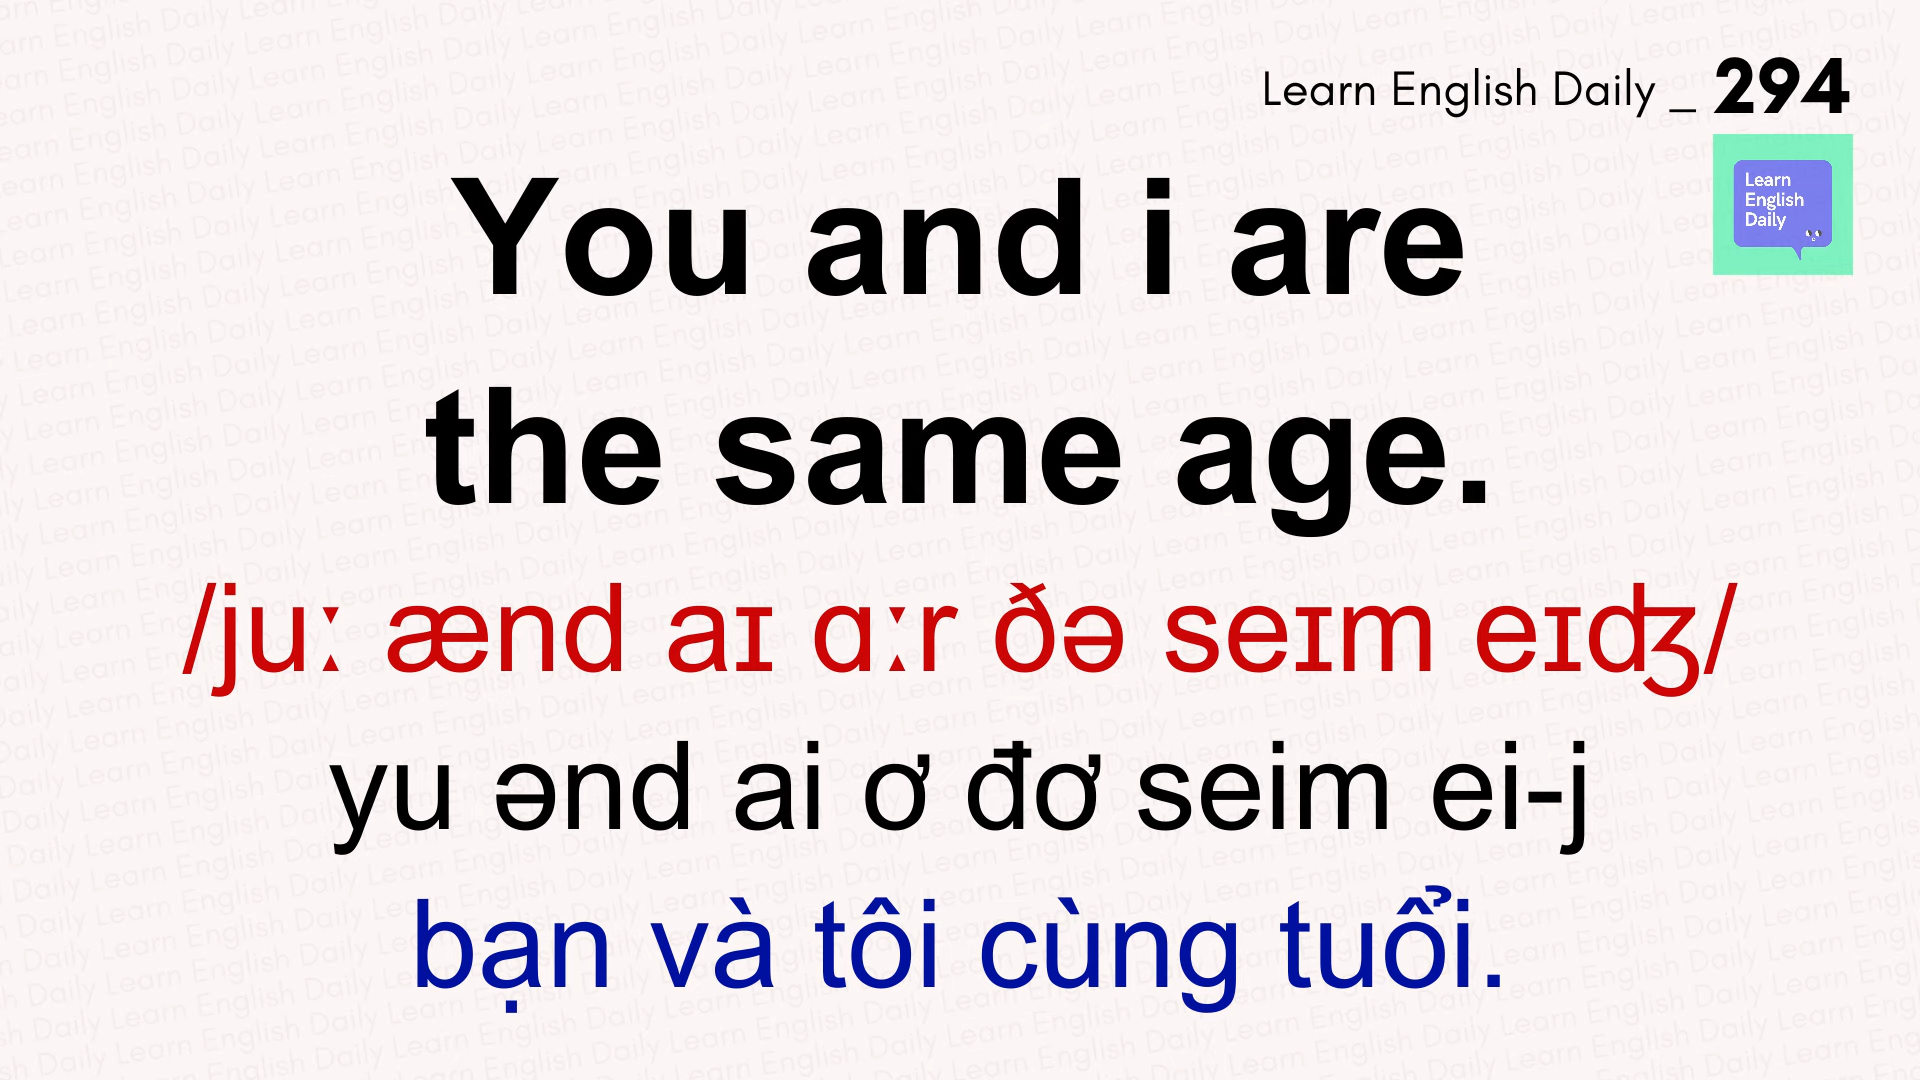 Learn English Daily _ 294
Learn
English
Daily
You and i are
the same age.
/juː ænd aɪ ɑːr ðə seɪm eɪʤ/
yu ənd ai ơ đơ seim ei-j
bạn và tôi cùng tuổi.